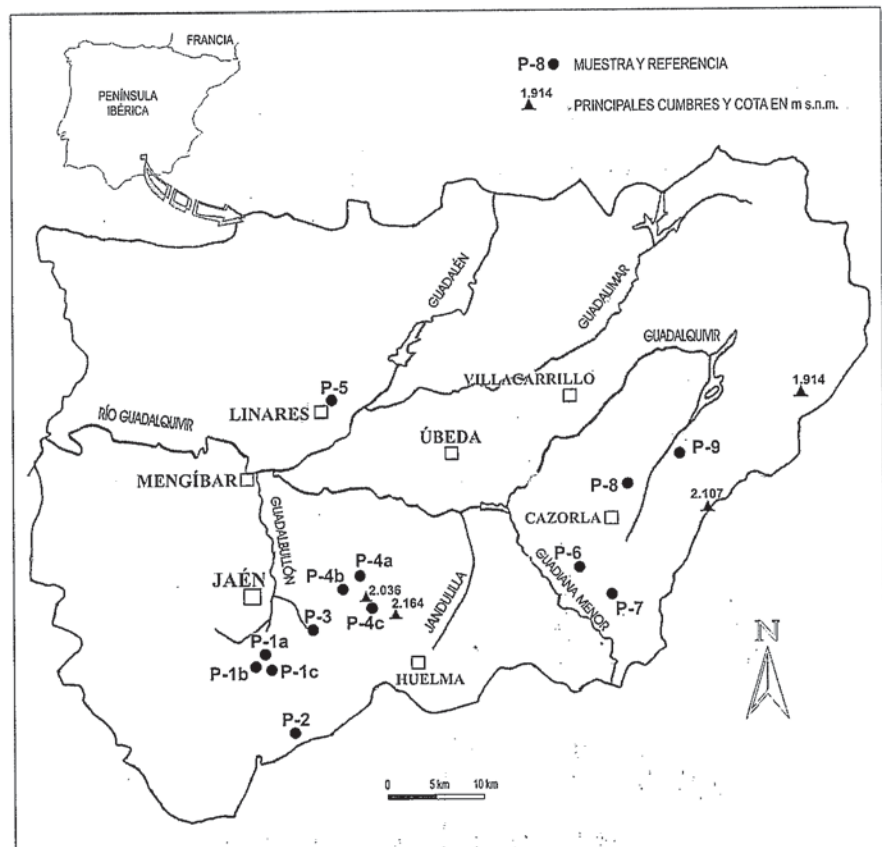 FRANCIA
PENÍNSULA
IBÉRICA
P-8 MUESTRA Y REFERENCIA
1.914
PRINCIPALES CUMBRES Y COTA EN m s.n.m.
GUADALÉN
GUADALIMAR
GUADALQUIVIR
VILLACARRILLO
1.914
P-5
LINARES
RÍO GUADALQUIVIR
ÚBEDA
P-9
MENGÍBAR
P-8
2.107
CAZORLA
GUADALBULLÓN
P-4a
P-6
P-4b
JAÉN
2.036
2.164
P-4c
JANDULILLA
GUADIANA MENOR
P-7
P-3
P-1a
P-1b
P-1c
HUELMA
N
P-2
0 5 km 10 km